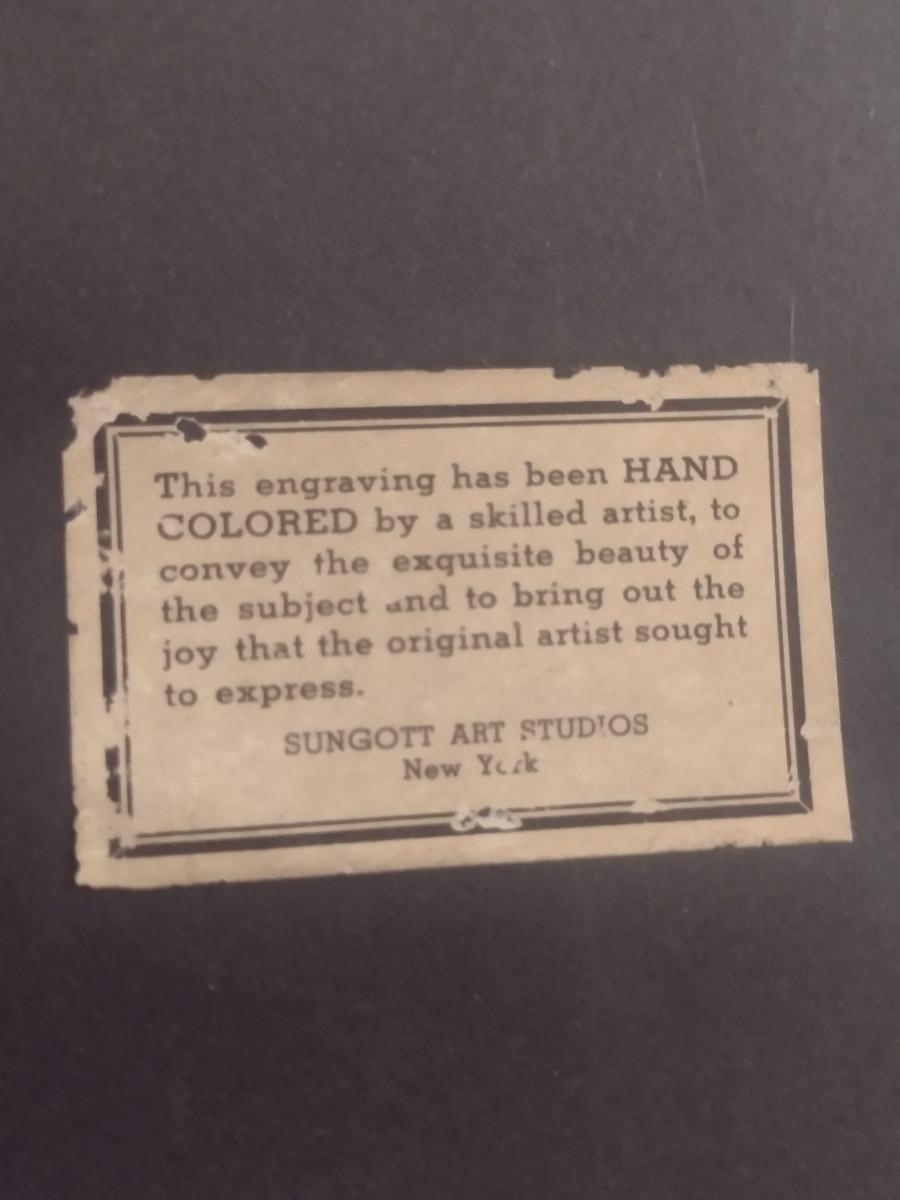 This engraving has been HAND
COLORED by a skilled artist, to
convey the exquisite beauty of
the subject and to bring out the
joy that the original artist sought
to express.
SUNGOTT ART STUDIOS
New York